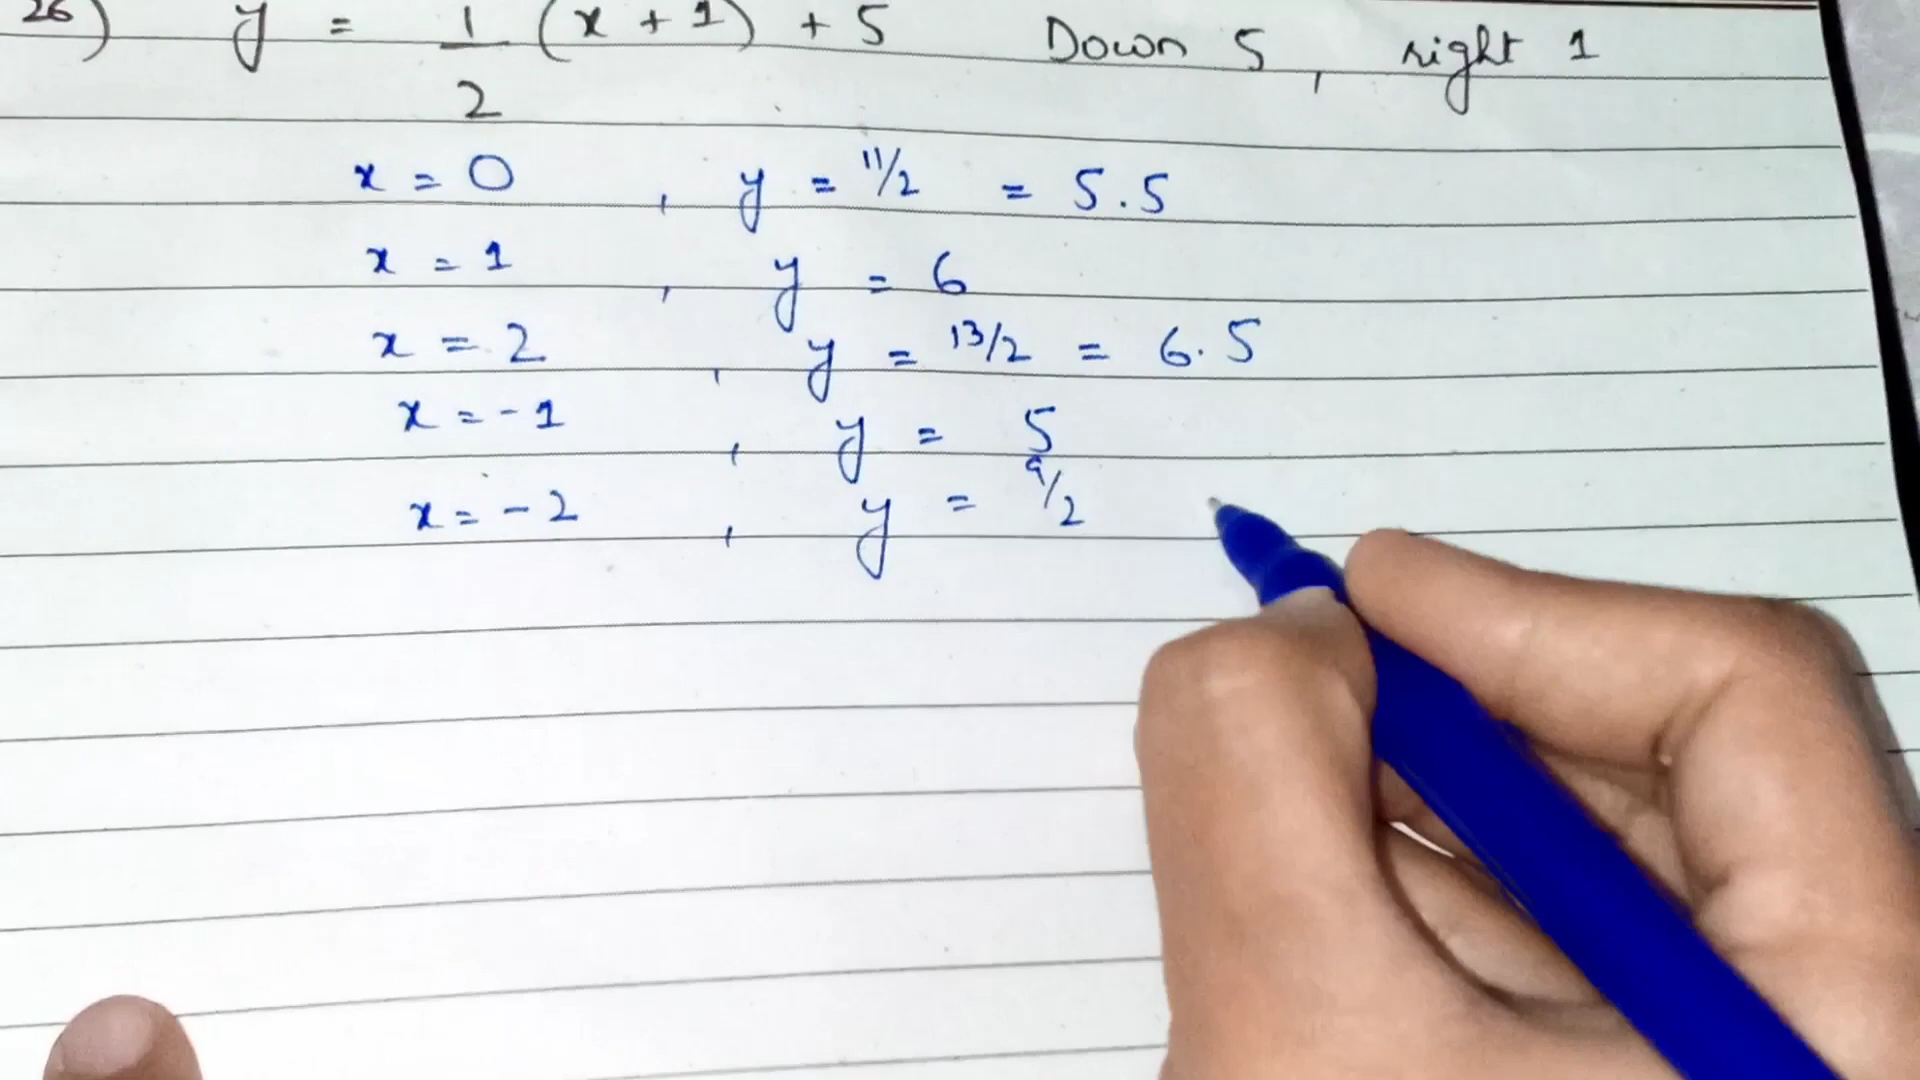 26) y = 1/2 (x + 1) + 5 Down 5, right 1
x = 0, y = 11/2 = 5.5
x = 1, y = 6
x = 2, y = 13/2 = 6.5
x = -1, y = 5
x = -2, y = 9/2